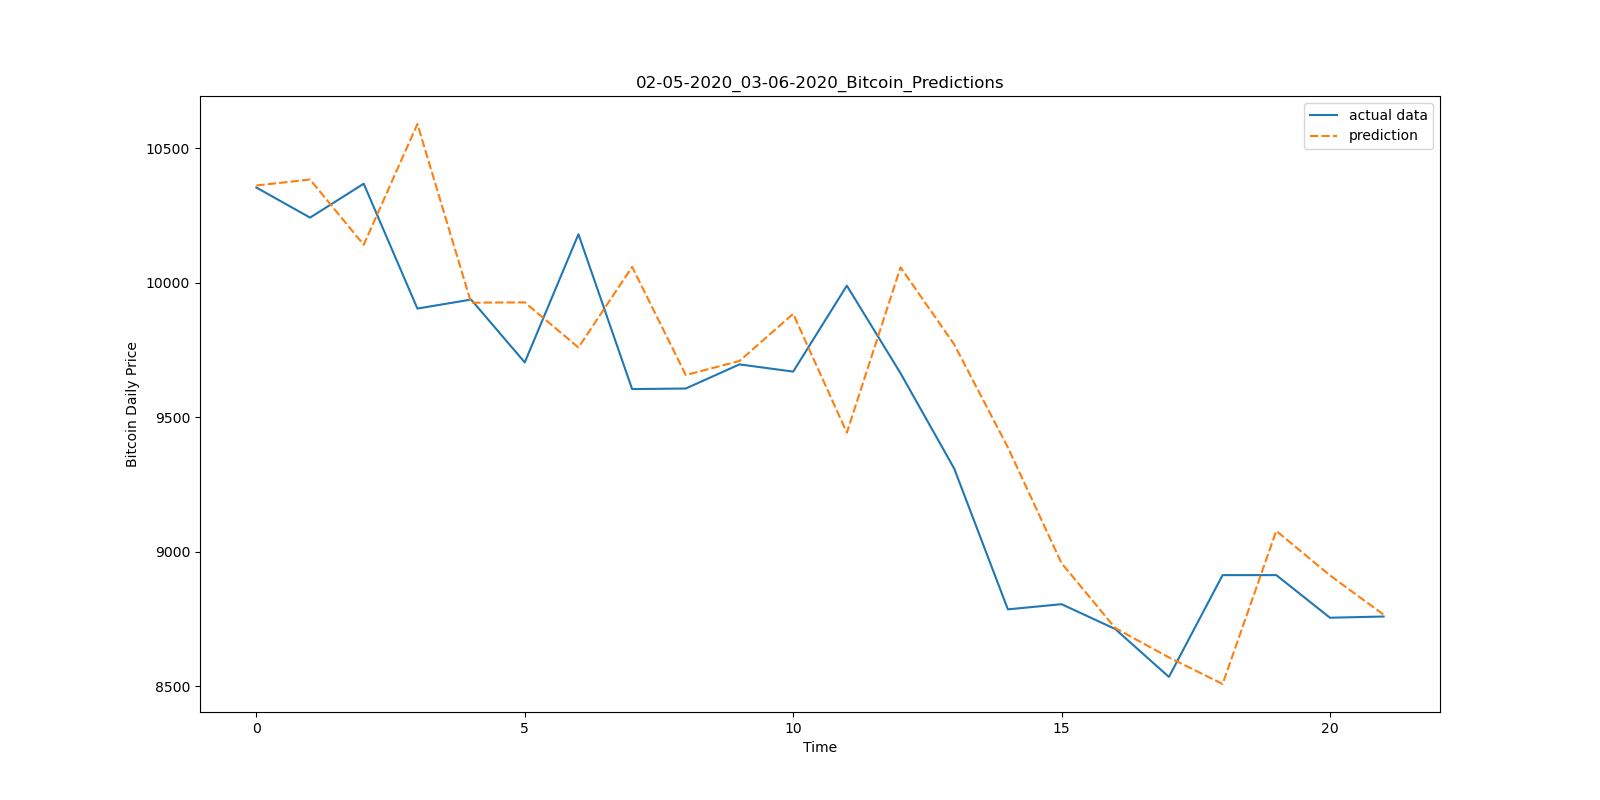 02-05-2020_03-06-2020_Bitcoin_Predictions
actual data
prediction
Bitcoin Daily Price
10500
10000
9500
9000
8500
0 5 10 15 20
Time